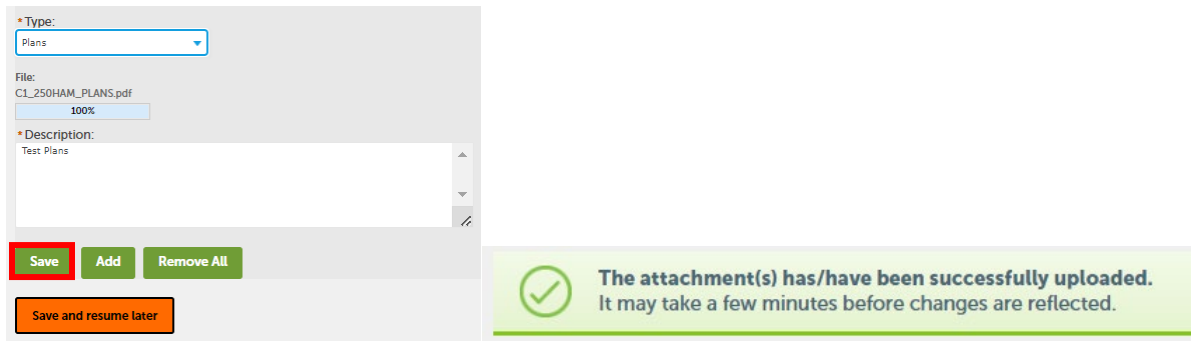 * Type:
Plans
File:
C1_250HAM_PLANS.pdf
100%
* Description:
Test Plans
Save Add Remove All
Save and resume later
The attachment(s) has/have been successfully uploaded.
It may take a few minutes before changes are reflected.